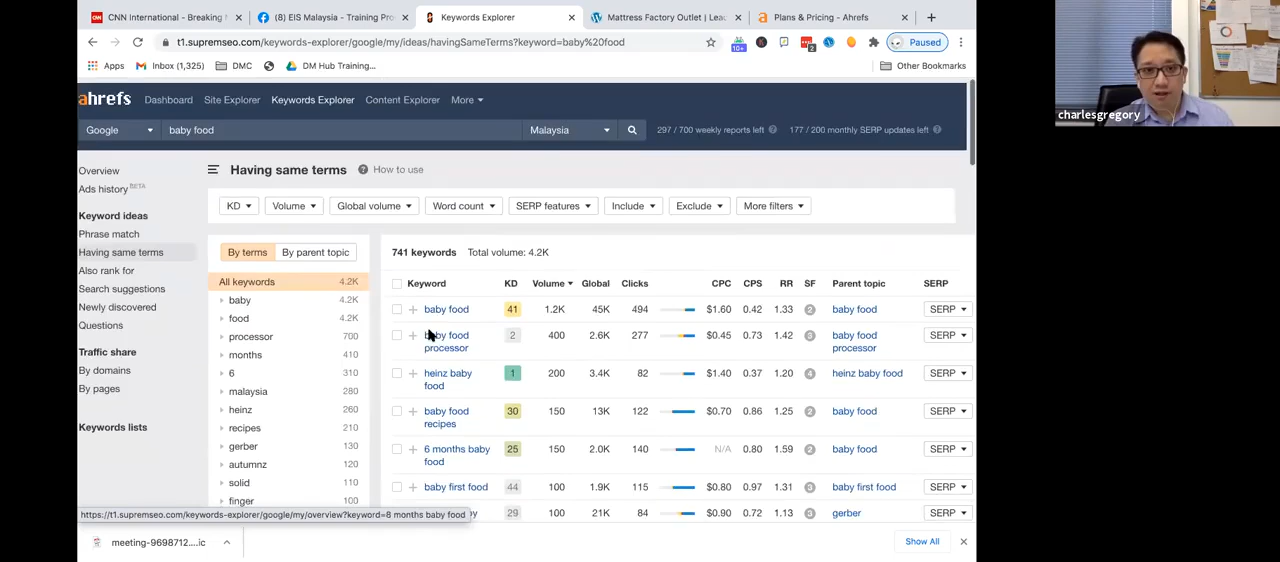 CNN International - Breaking
(8) EIS Malaysia - Training Pro
Keywords Explorer
Mattress Factory Outlet | Lea
Plans & Pricing - Ahrefs
t1.supremseo.com/keywords-explorer/google/my/ideas/havingSameTerms?keyword=baby%20food
10+
2
Paused
Apps
Inbox (1,325)
DMC
DM Hub Training...
Other Bookmarks
charlesgregory
ahrefs
Dashboard
Site Explorer
Keywords Explorer
Content Explorer
More
Google
baby food
Malaysia
297 / 700 weekly reports left
177 / 200 monthly SERP updates left
Overview
Ads history BETA
Keyword ideas
Phrase match
Having same terms
Also rank for
Search suggestions
Newly discovered
Questions
Traffic share
By domains
By pages
Keywords lists
Having same terms
How to use
KD
Volume
Global volume
Word count
SERP features
Include
Exclude
More filters
By terms
By parent topic
All keywords 4.2K
baby 4.2K
food 4.2K
processor 700
months 410
6 310
malaysia 280
heinz 260
recipes 210
gerber 130
autumnz 120
solid 110
finger 100
741 keywords Total volume: 4.2K
Keyword KD Volume Global Clicks CPC CPS RR SF Parent topic SERP
baby food 41 1.2K 45K 494 $1.60 0.42 1.33 2 baby food SERP
baby food processor 2 400 2.6K 277 $0.45 0.73 1.42 3 baby food processor SERP
heinz baby food 1 200 3.4K 82 $1.40 0.37 1.20 4 heinz baby food SERP
baby food recipes 30 150 13K 122 $0.70 0.86 1.25 2 baby food SERP
6 months baby food 25 150 2.0K 140 N/A 0.80 1.59 2 baby food SERP
baby first food 44 100 1.9K 115 $0.80 0.97 1.31 3 baby first food SERP
29 100 21K 84 $0.90 0.72 1.13 3 gerber SERP
https://t1.supremseo.com/keywords-explorer/google/my/overview?keyword=8 months baby food
meeting-9698712....ic
Show All